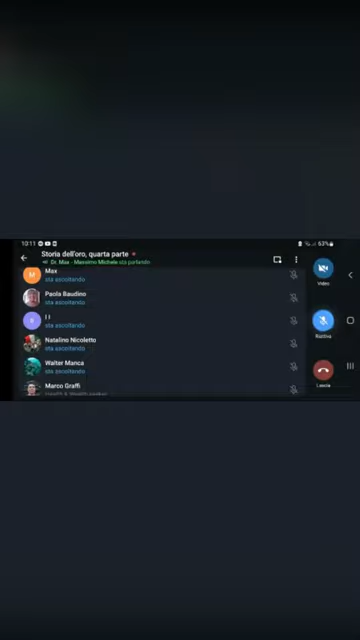 10:11
63%
Storia dell'oro, quarta parte
Dr. Max - Massimo Michele sta parlando
Max
sta ascoltando
Paola Baudino
sta ascoltando
I I
sta ascoltando
Natalino Nicoletto
sta ascoltando
Walter Manca
sta ascoltando
Marco Graffi
Video
Riattiva
Lascia
M